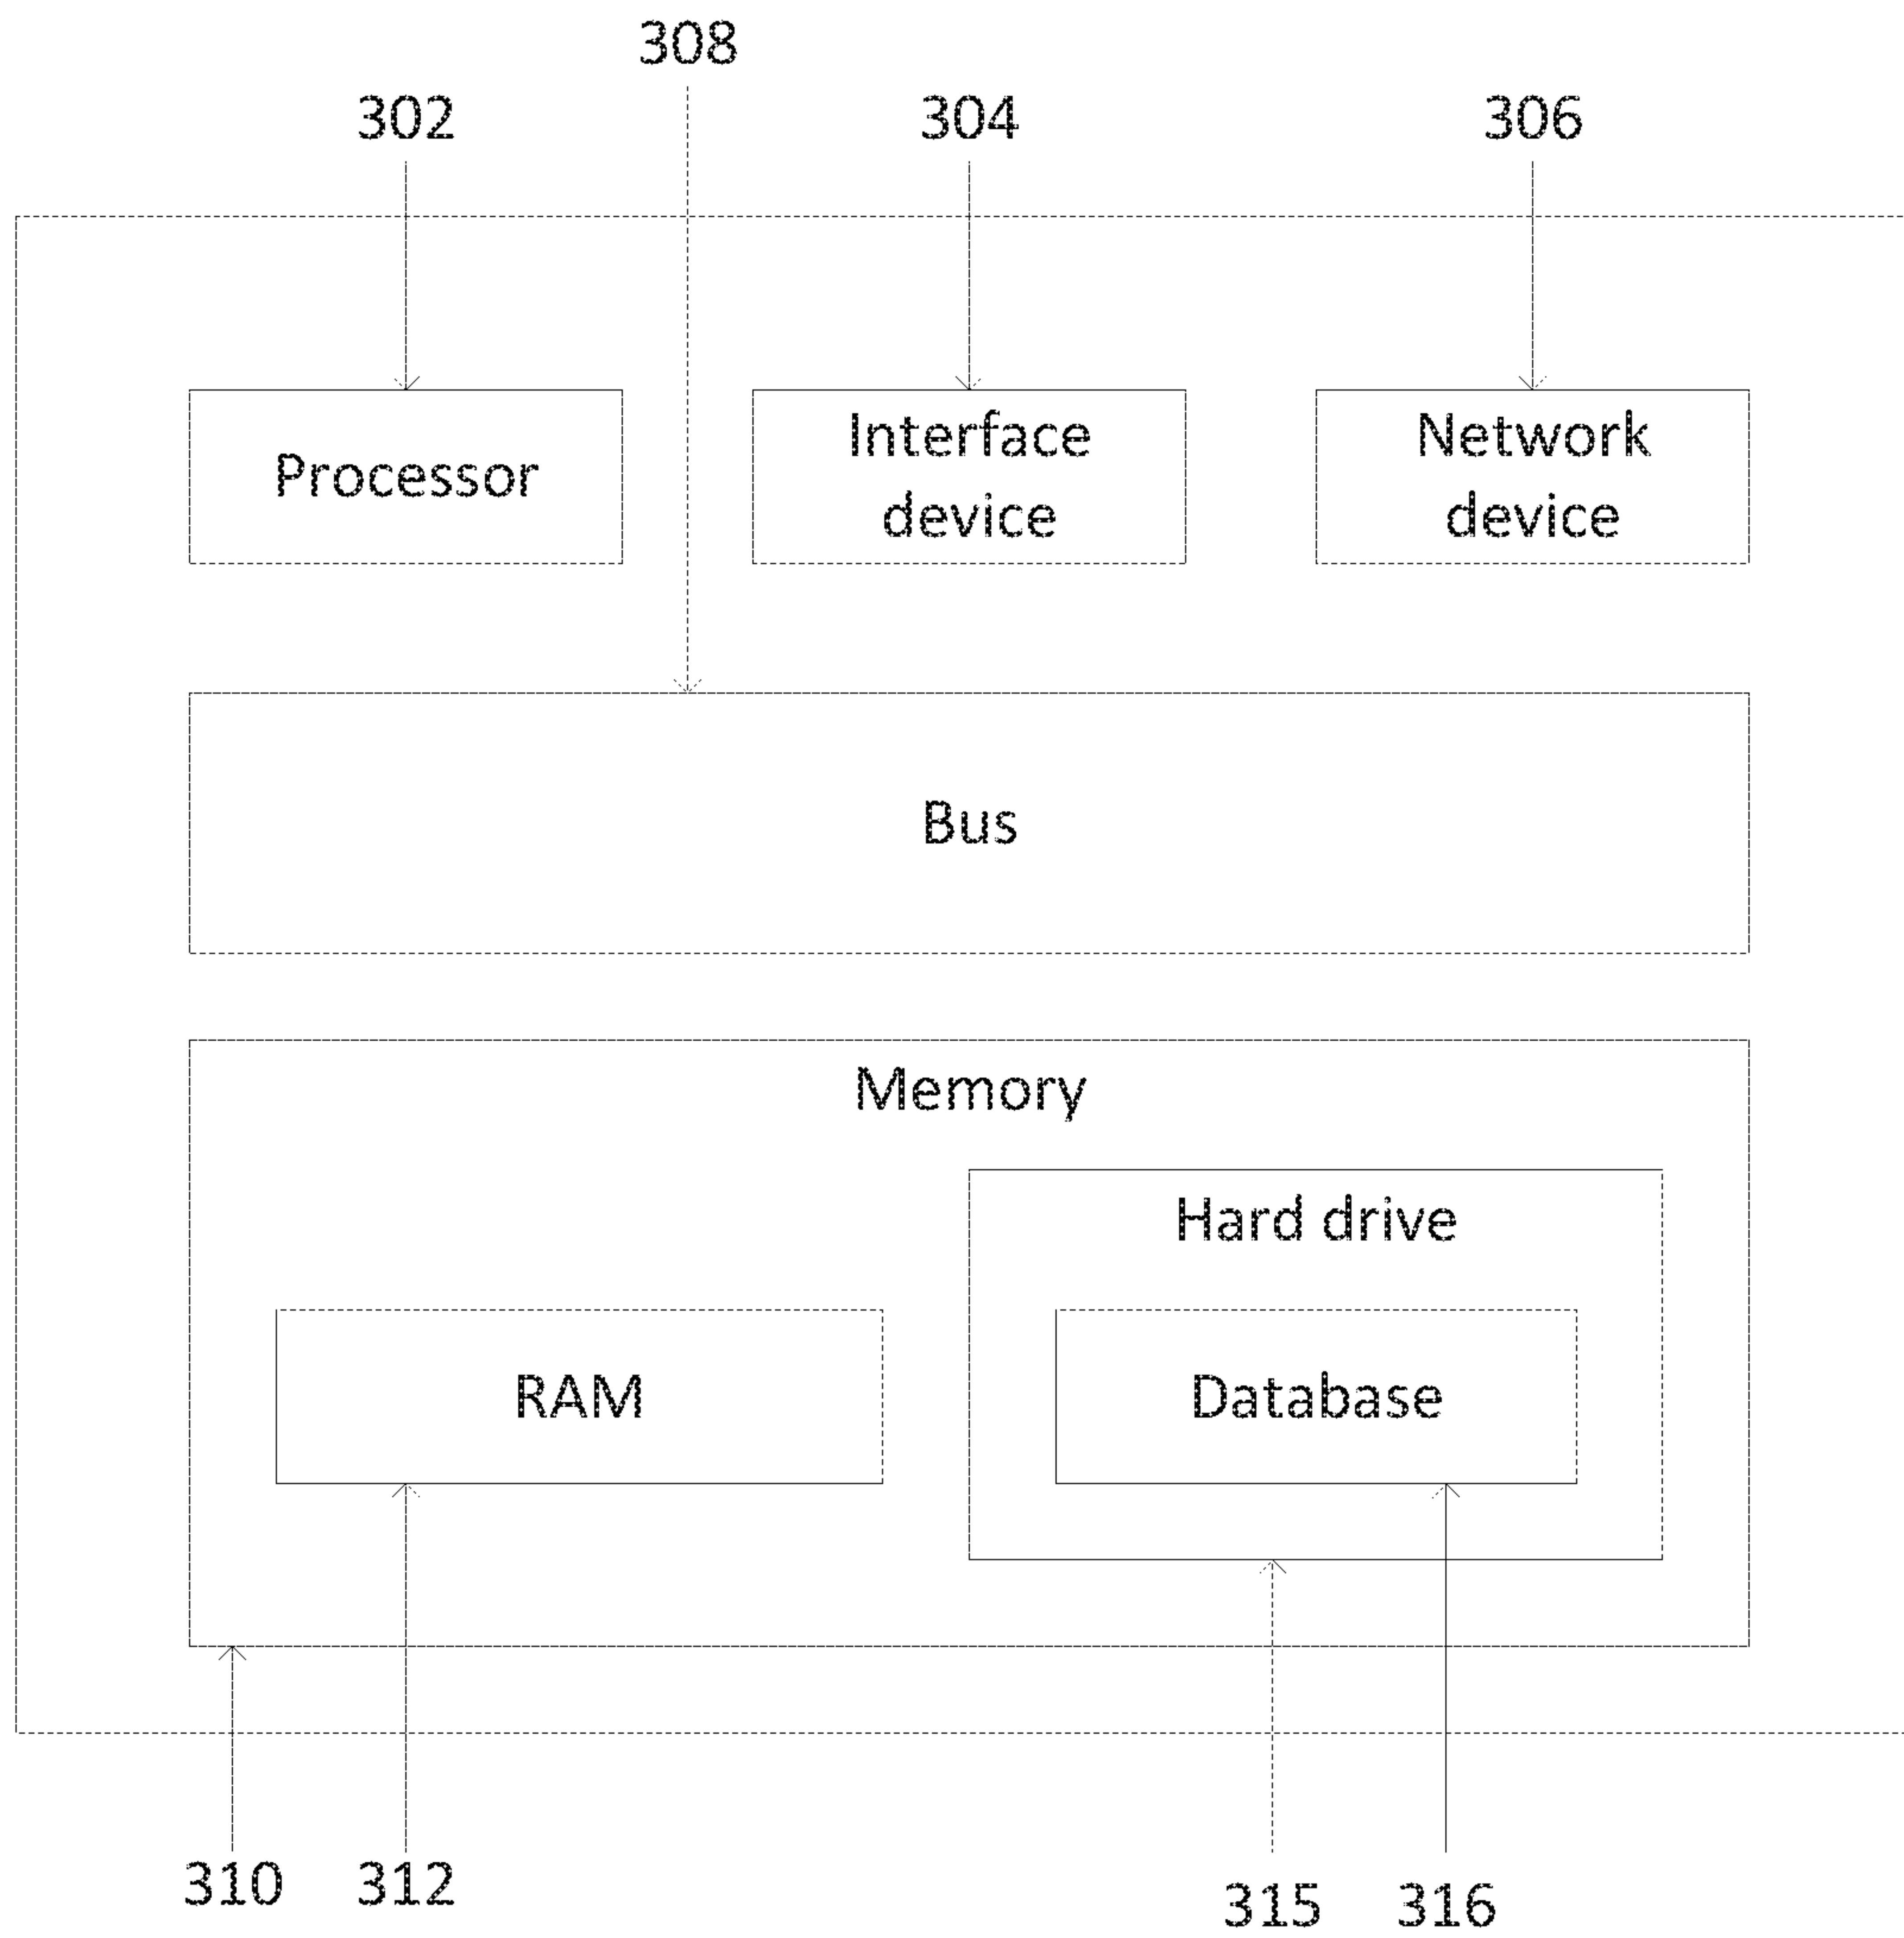 308
302
304
306
Processor
Interface
device
Network
device
Bus
Memory
Hard drive
RAM
Database
310
312
315
316